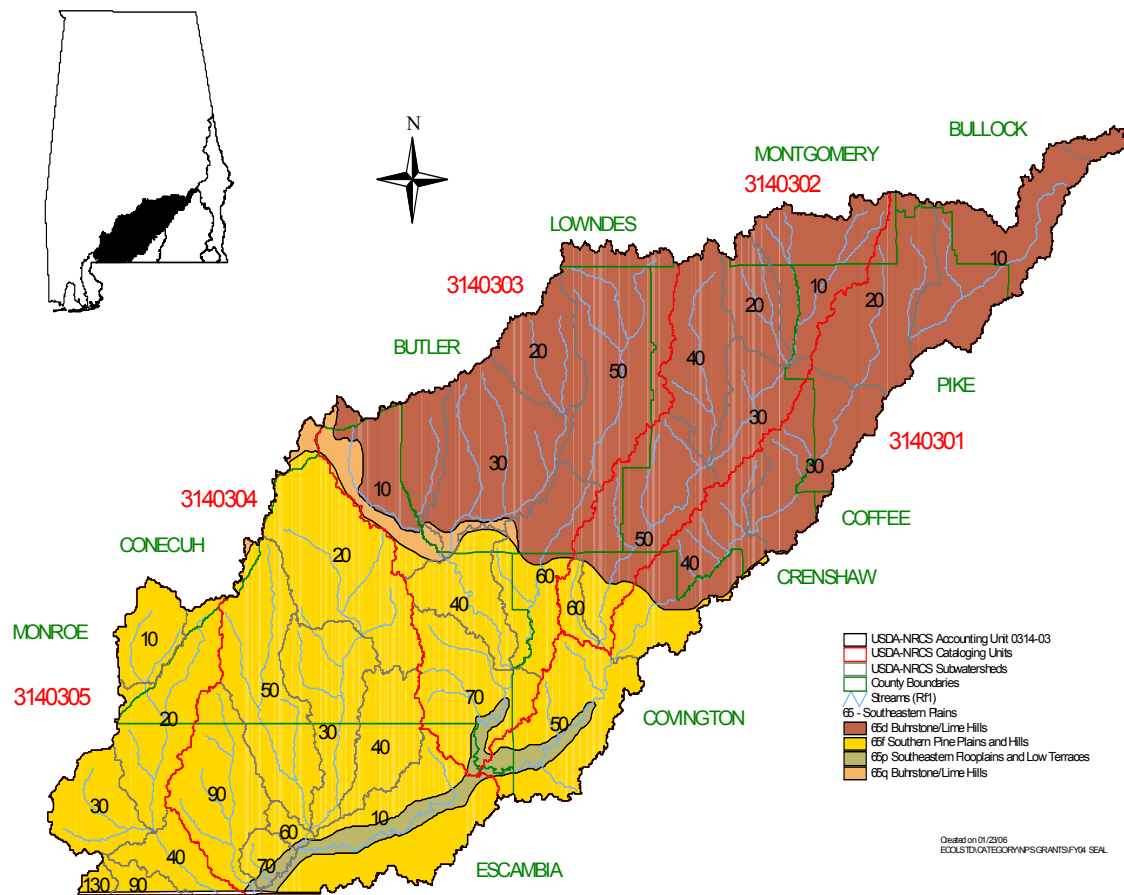 N
BULLOCK
MONTGOMERY
3140302
LOWNDES
3140303
BUTLER
PIKE
3140301
COFFEE
CRENSHAW
3140304
CONECUH
MONROE
3140305
COVINGTON
ESCAMBIA
10
20
10
20
20
50
40
30
30
30
10
50
40
20
60
60
40
10
50
20
30
40
70
50
30
90
10
60
40
70
130
90
USDA-NRCS Accounting Unit 0314-03
USDA-NRCS Cataloging Units
USDA-NRCS Subwatersheds
County Boundaries
Streams (Rf1)
65 - Southeastern Plains
65d Buhrstone/Lime Hills
65f Southern Pine Plains and Hills
65p Southeastern Flooplains and Low Terraces
65q Buhrstone/Lime Hills
Created on 01/23/06